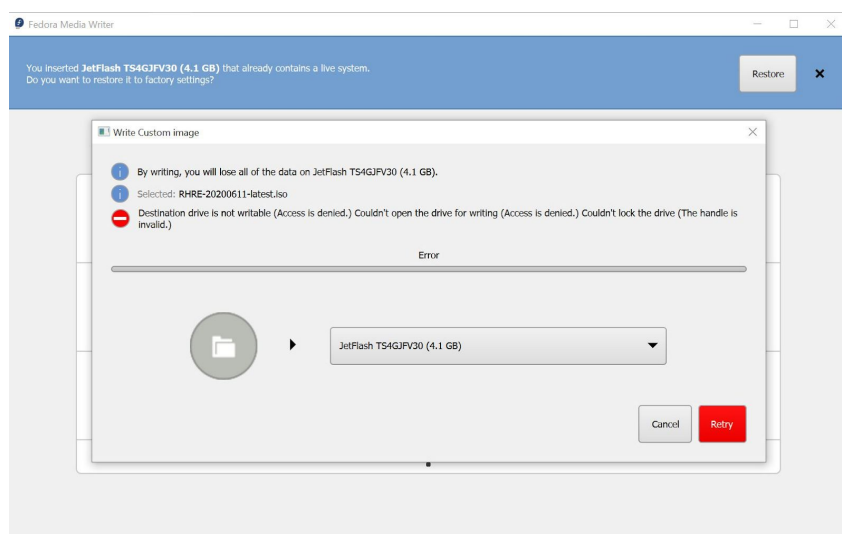 Fedora Media Writer
You inserted JetFlash TS4GJFV30 (4.1 GB) that already contains a live system.
Do you want to restore it to factory settings?
Restore
Write Custom image
By writing, you will lose all of the data on JetFlash TS4GJFV30 (4.1 GB).
Selected: RHRE-20200611-latest.iso
Destination drive is not writable (Access is denied.) Couldn't open the drive for writing (Access is denied.) Couldn't lock the drive (The handle is
invalid.)
Error
JetFlash TS4GJFV30 (4.1 GB)
Cancel
Retry